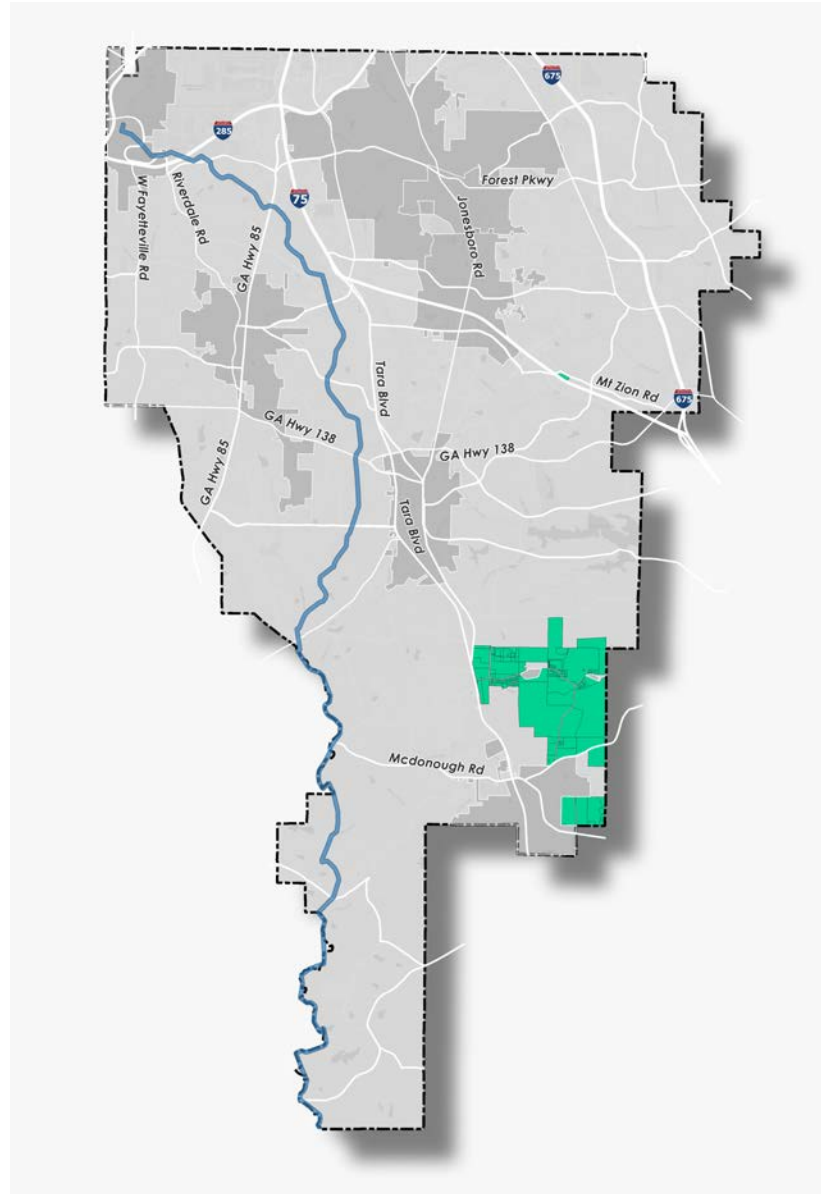 675
285
Forest Pkwy
W Fayetteville Rd
Riverdale Rd
75
Jonesboro Rd
GA Hwy 85
Tara Blvd
Mt Zion Rd
675
GA Hwy 138
GA Hwy 138
GA Hwy 85
Tara Blvd
Mcdonough Rd